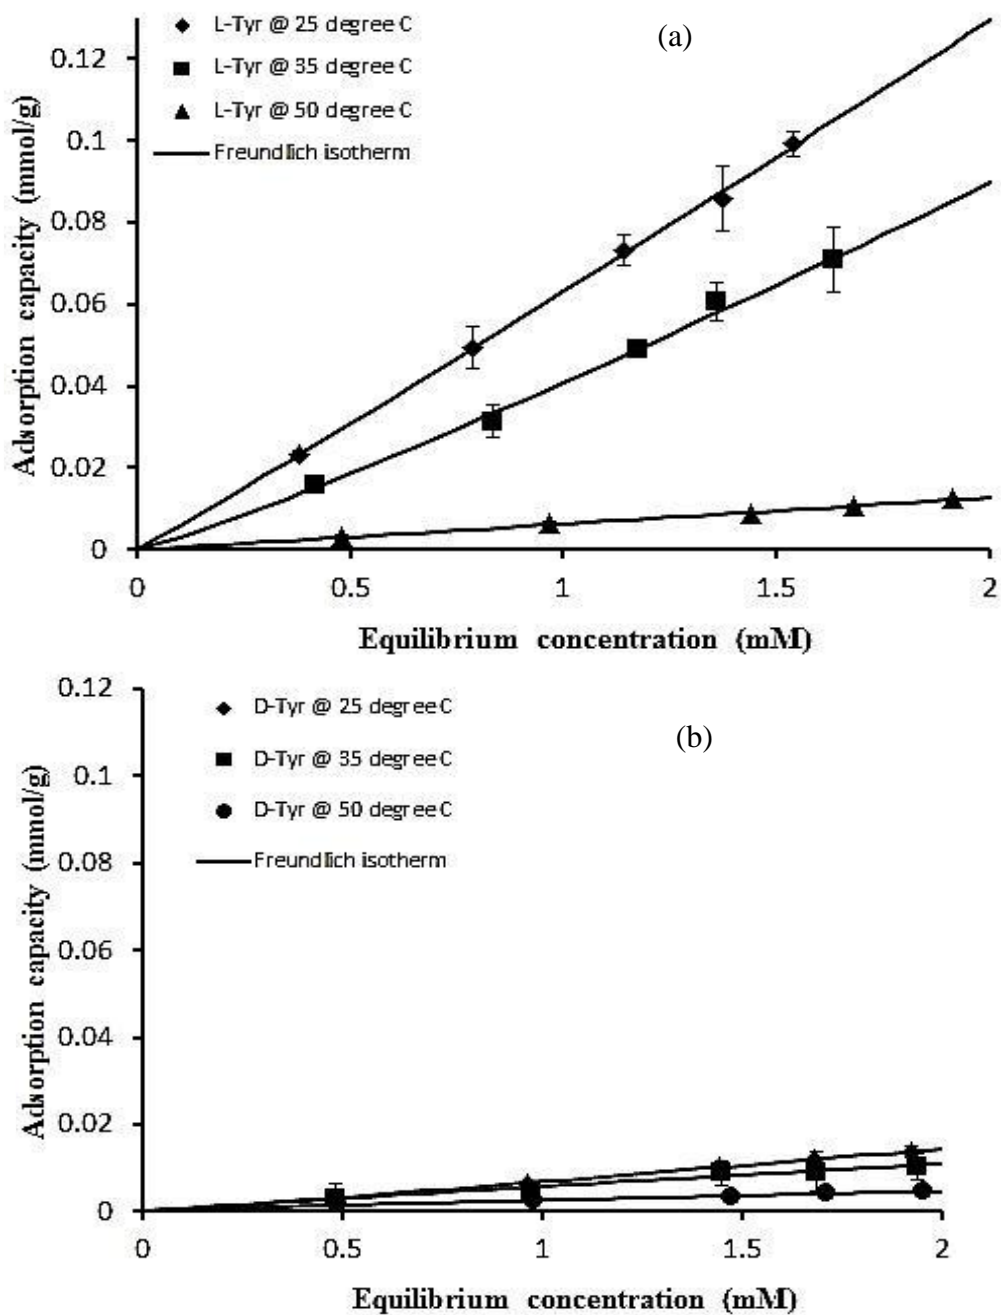 L-Tyr @ 25 degree C
(a)
L-Tyr @ 35 degree C
L-Tyr @ 50 degree C
Freundlich isotherm
Adsorption capacity (mmol/g)
0.12
0.1
0.08
0.06
0.04
0.02
0
0 0.5 1 1.5 2
Equilibrium concentration (mM)
D-Tyr @ 25 degree C
(b)
D-Tyr @ 35 degree C
D-Tyr @ 50 degree C
Freundlich isotherm
Adsorption capacity (mmol/g)
0.12
0.1
0.08
0.06
0.04
0.02
0
0 0.5 1 1.5 2
Equilibrium concentration (mM)